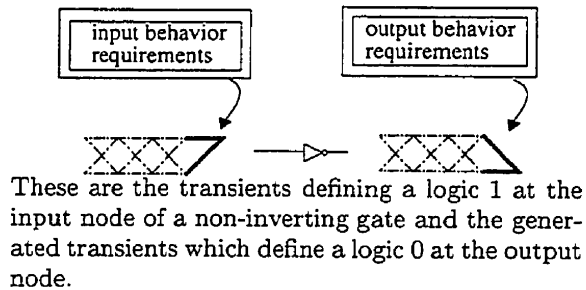 input behavior
requirements
output behavior
requirements
These are the transients defining a logic 1 at the
input node of a non-inverting gate and the gener-
ated transients which define a logic 0 at the output
node.